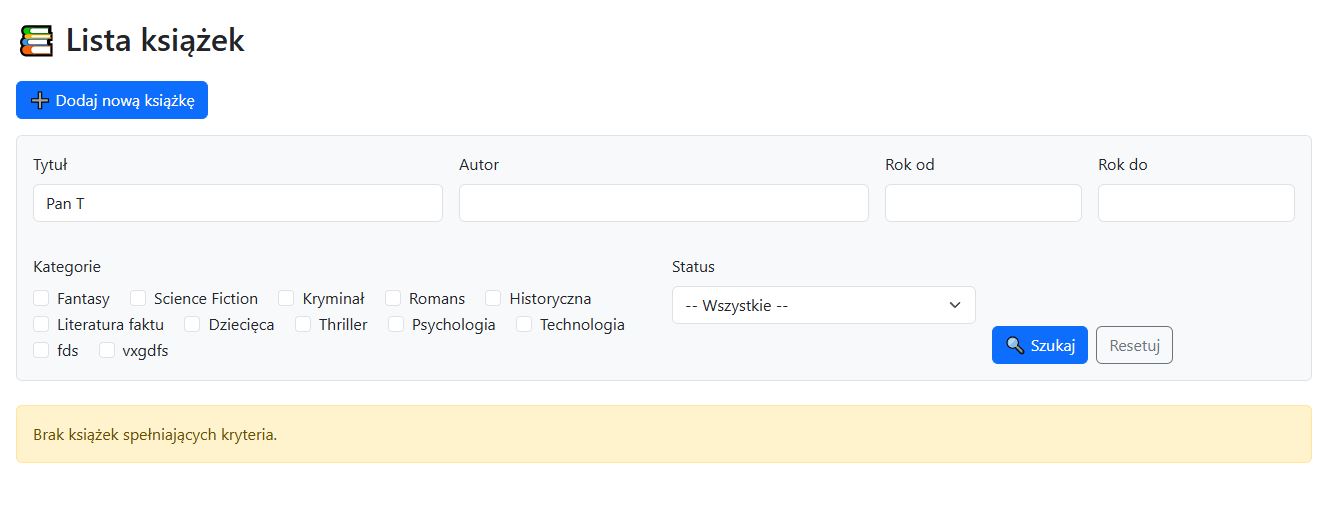 Lista książek
Dodaj nową książkę
Tytuł
Autor
Rok od
Rok do
Pan T
Kategorie
Status
Fantasy Science Fiction Kryminał Romans Historyczna
-- Wszystkie --
Literatura faktu Dziecięca Thriller Psychologia Technologia
Szukaj
Resetuj
fds vxgdfs
Brak książek spełniających kryteria.